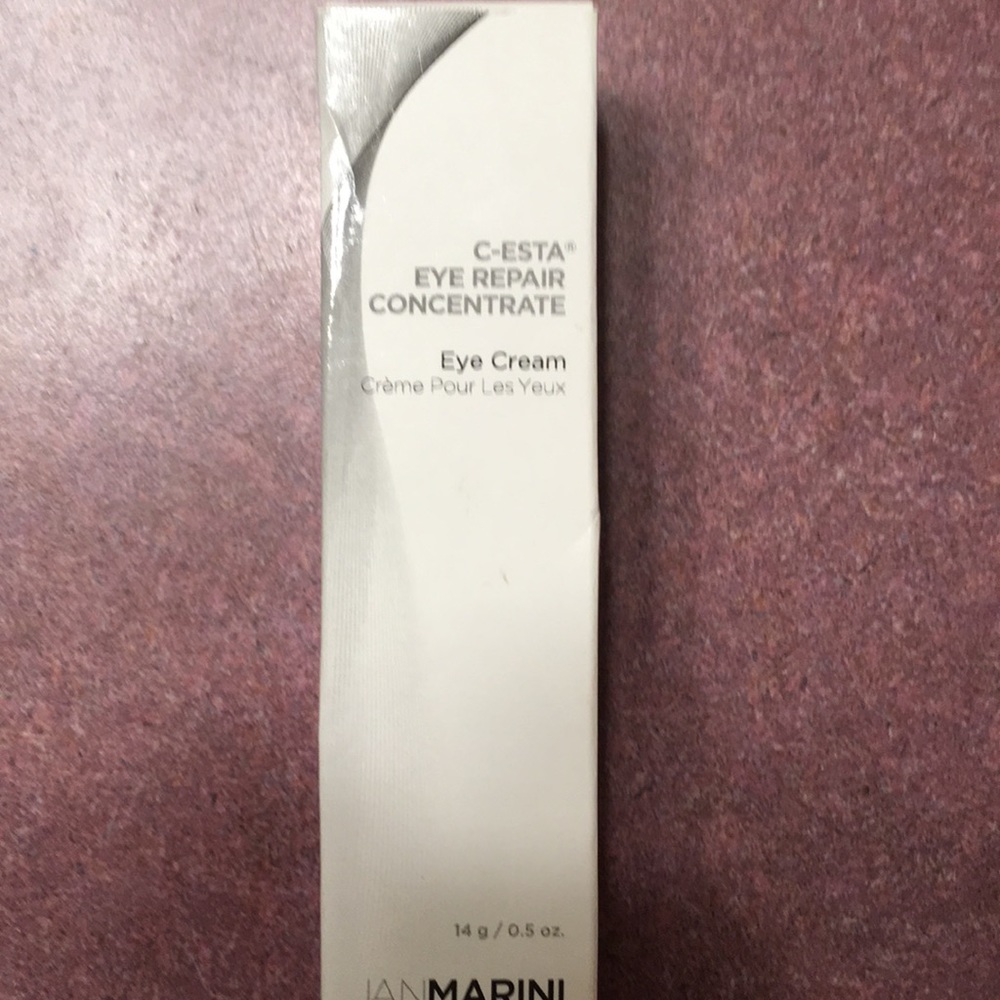 C-ESTA®
EYE REPAIR
CONCENTRATE
Eye Cream
Crème Pour Les Yeux
14 g / 0.5 oz.
JANMARINI